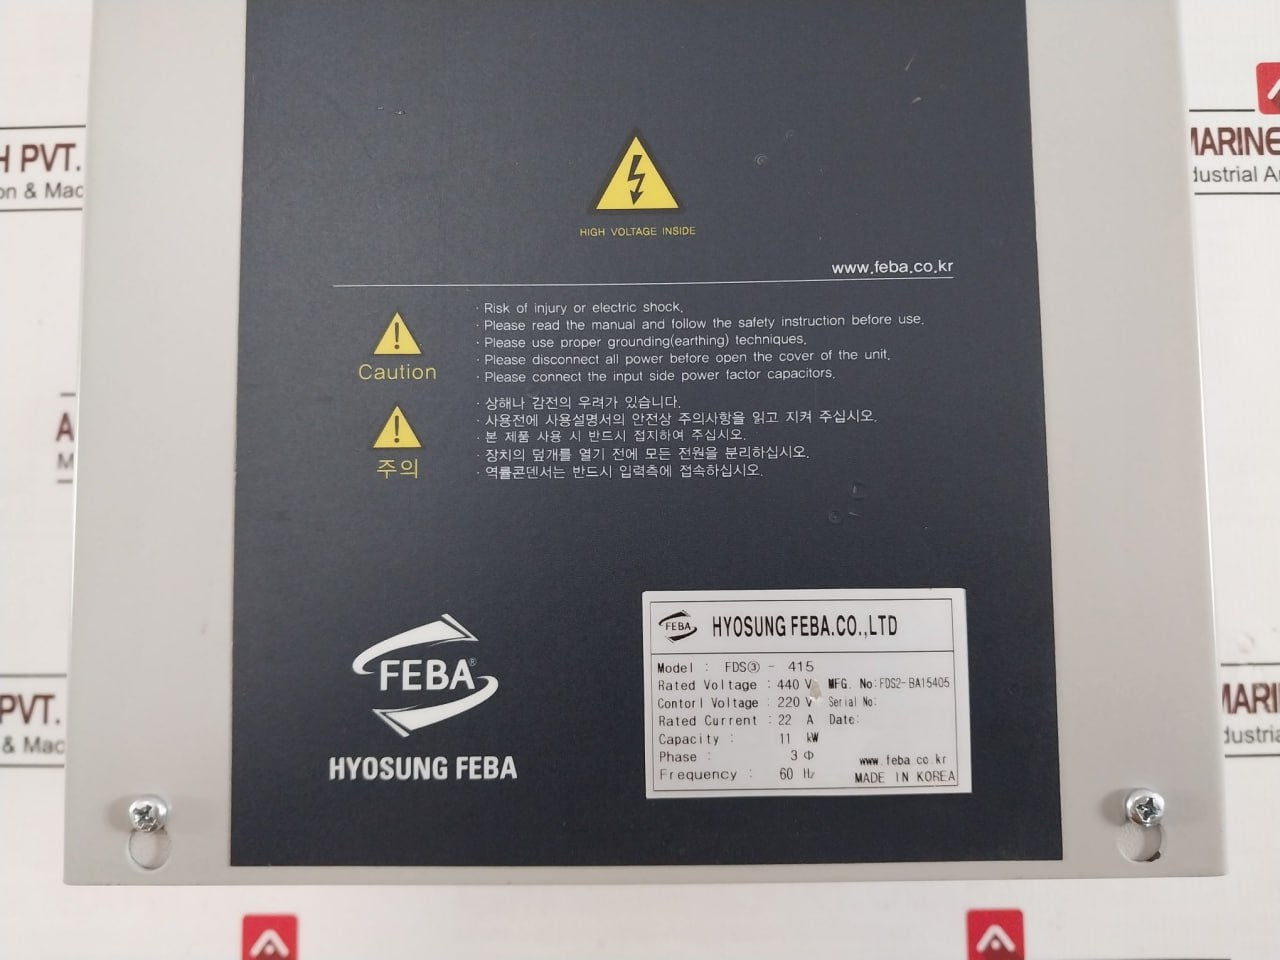 HIGH VOLTAGE INSIDE
www.feba.co.kr
Caution
· Risk of injury or electric shock.
· Please read the manual and follow the safety instruction before use.
· Please use proper grounding(earthing) techniques.
· Please disconnect all power before open the cover of the unit.
· Please connect the input side power factor capacitors.
주의
· 상해나 감전의 우려가 있습니다.
· 사용전에 사용설명서의 안전상 주의사항을 읽고 지켜 주십시오.
· 본 제품 사용 시 반드시 접지하여 주십시오.
· 장치의 덮개를 열기 전에 모든 전원을 분리하십시오.
· 역률콘덴서는 반드시 입력측에 접속하십시오.
FEBA®
HYOSUNG FEBA
FEBA HYOSUNG FEBA.CO.,LTD
Model : FDS③ - 415
Rated Voltage : 440 V MFG. No:FDS2-BA15405
Contorl Voltage : 220 V Serial No:
Rated Current : 22 A Date:
Capacity : 11 kW
Phase : 3 Φ
www.feba.co.kr
Frequency : 60 Hz MADE IN KOREA
H PVT.
on & Mac
MARINE
dustrial A
A
M
PVT.
& Mac
MARI
dustri